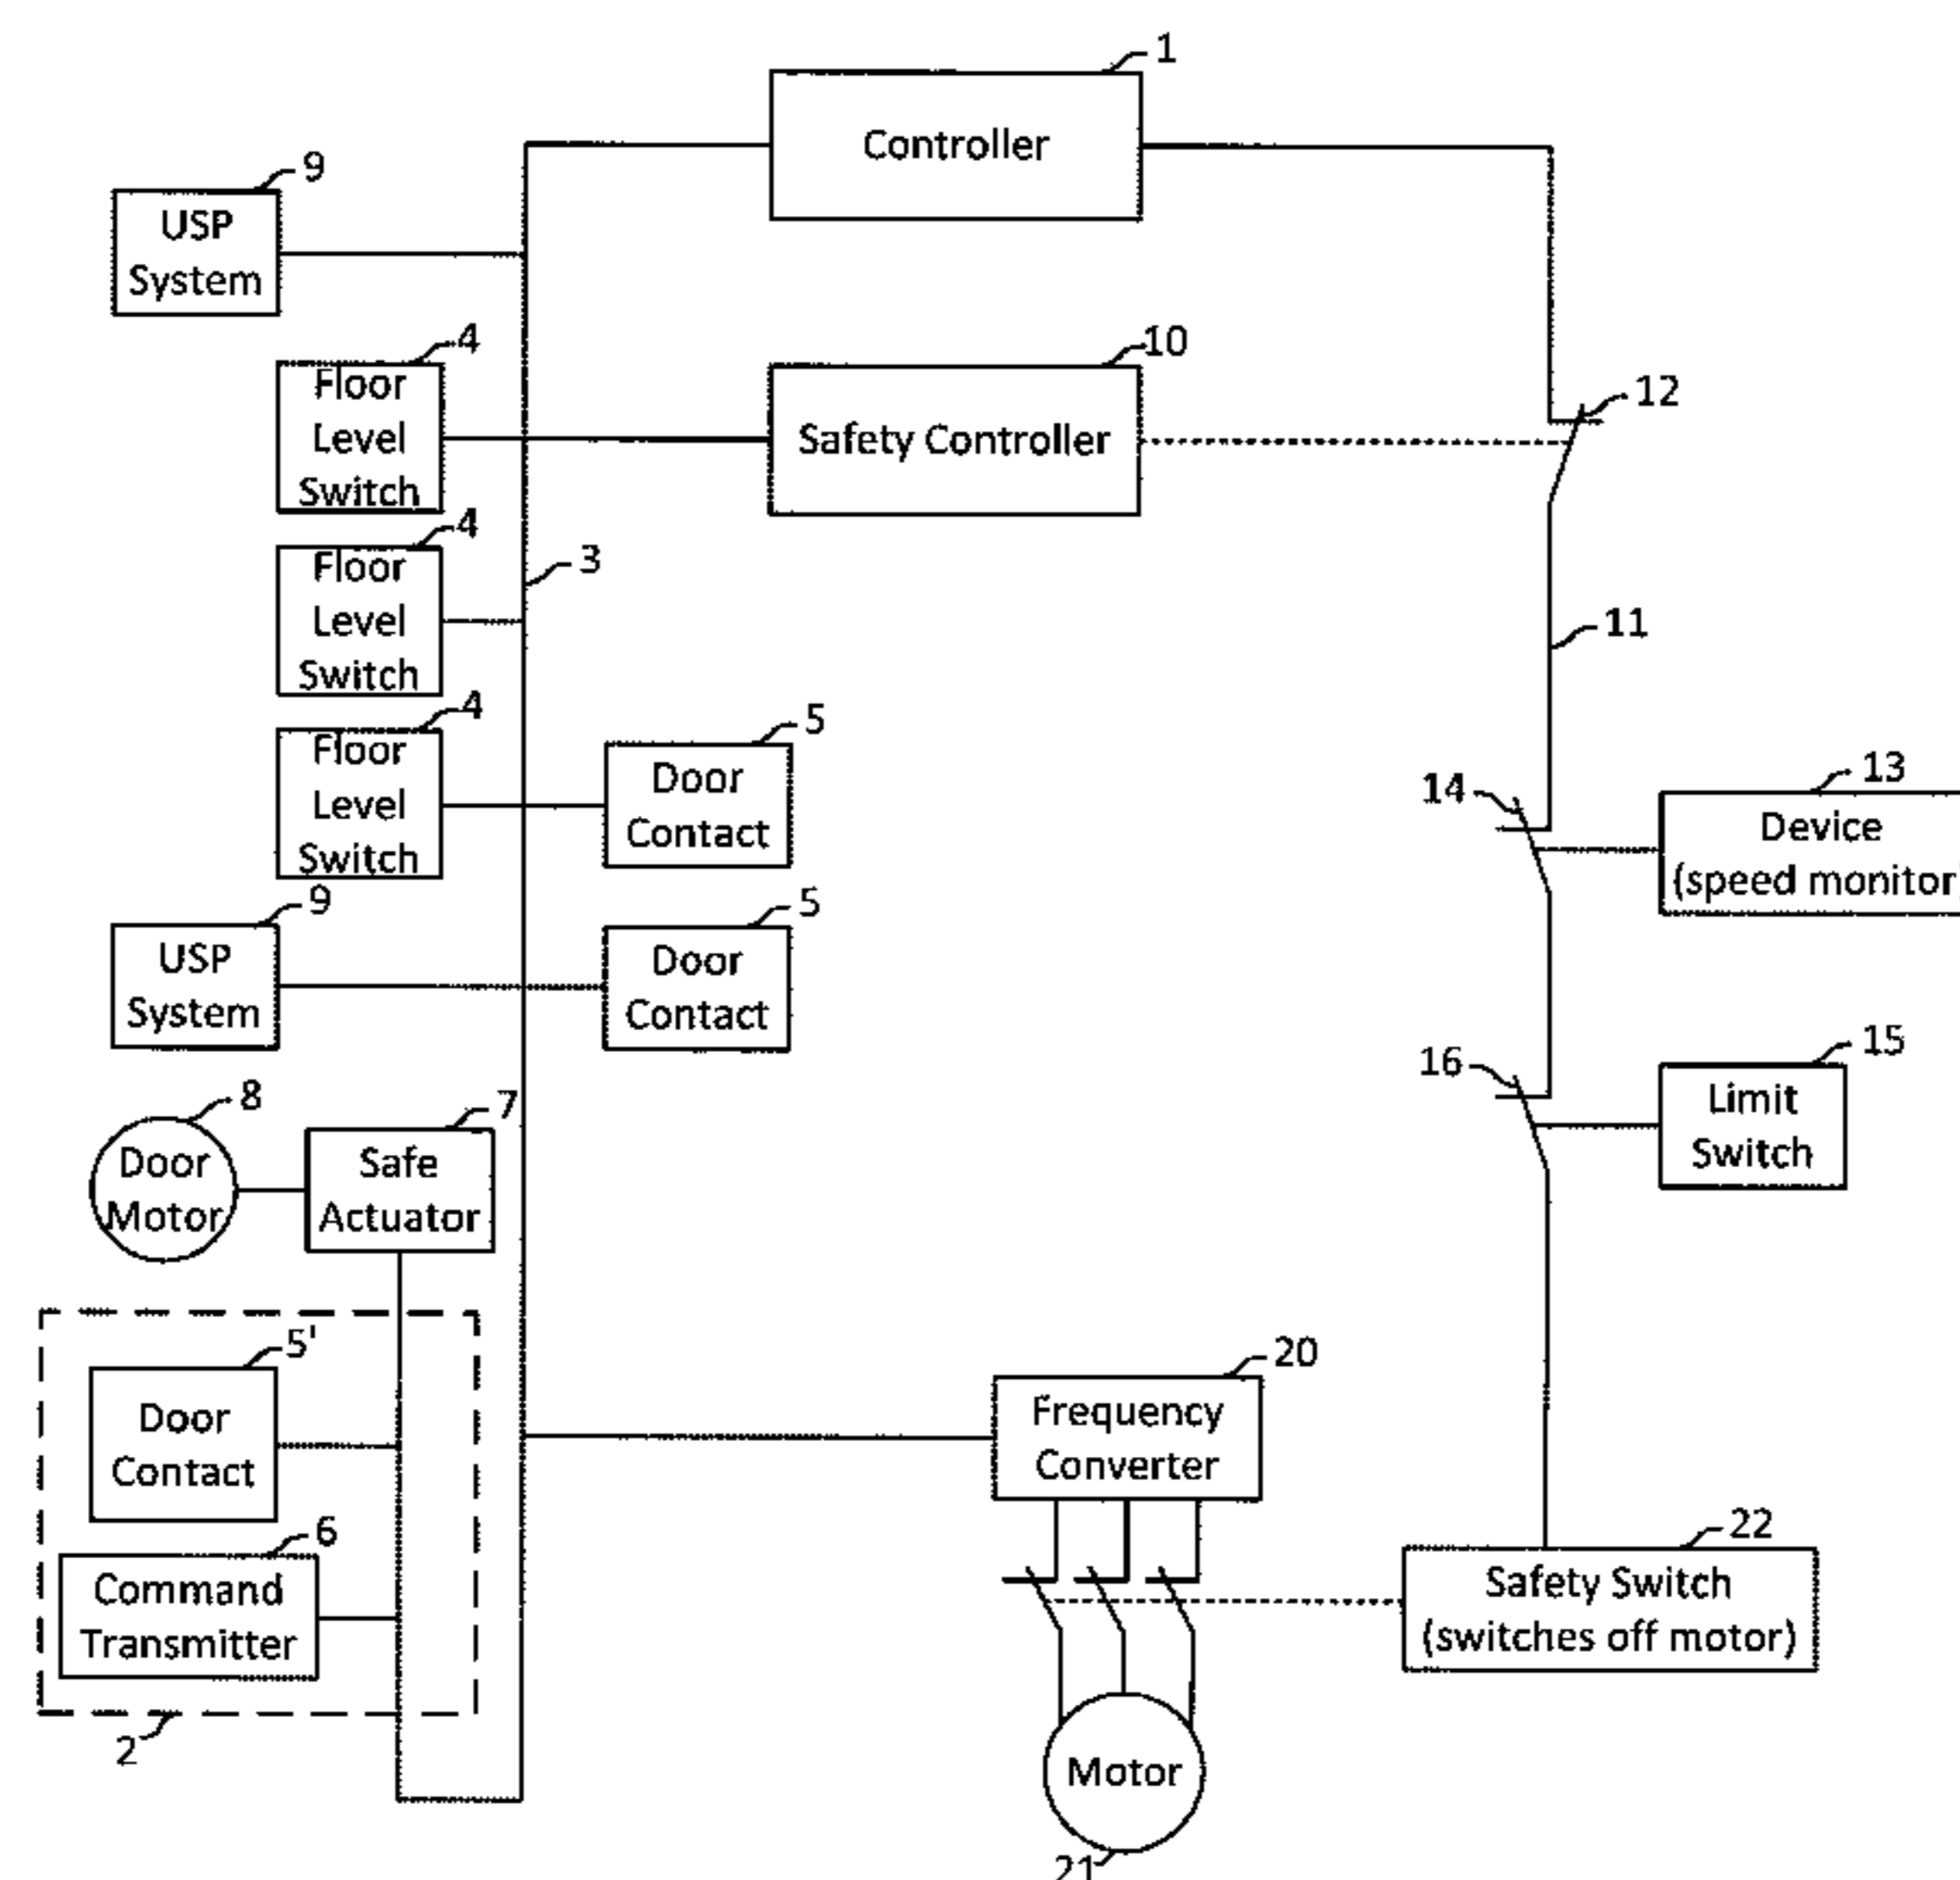 1
Controller
9
USP
System
4
Floor
Level
Switch
10
Safety Controller
12
4
Floor
Level
Switch
3
11
4
Floor
Level
Switch
5
Door
Contact
14
13
Device
(speed monitor)
9
USP
System
5
Door
Contact
16
15
Limit
Switch
8
Door
Motor
7
Safe
Actuator
5'
Door
Contact
20
Frequency
Converter
6
Command
Transmitter
22
Safety Switch
(switches off motor)
2
Motor
21